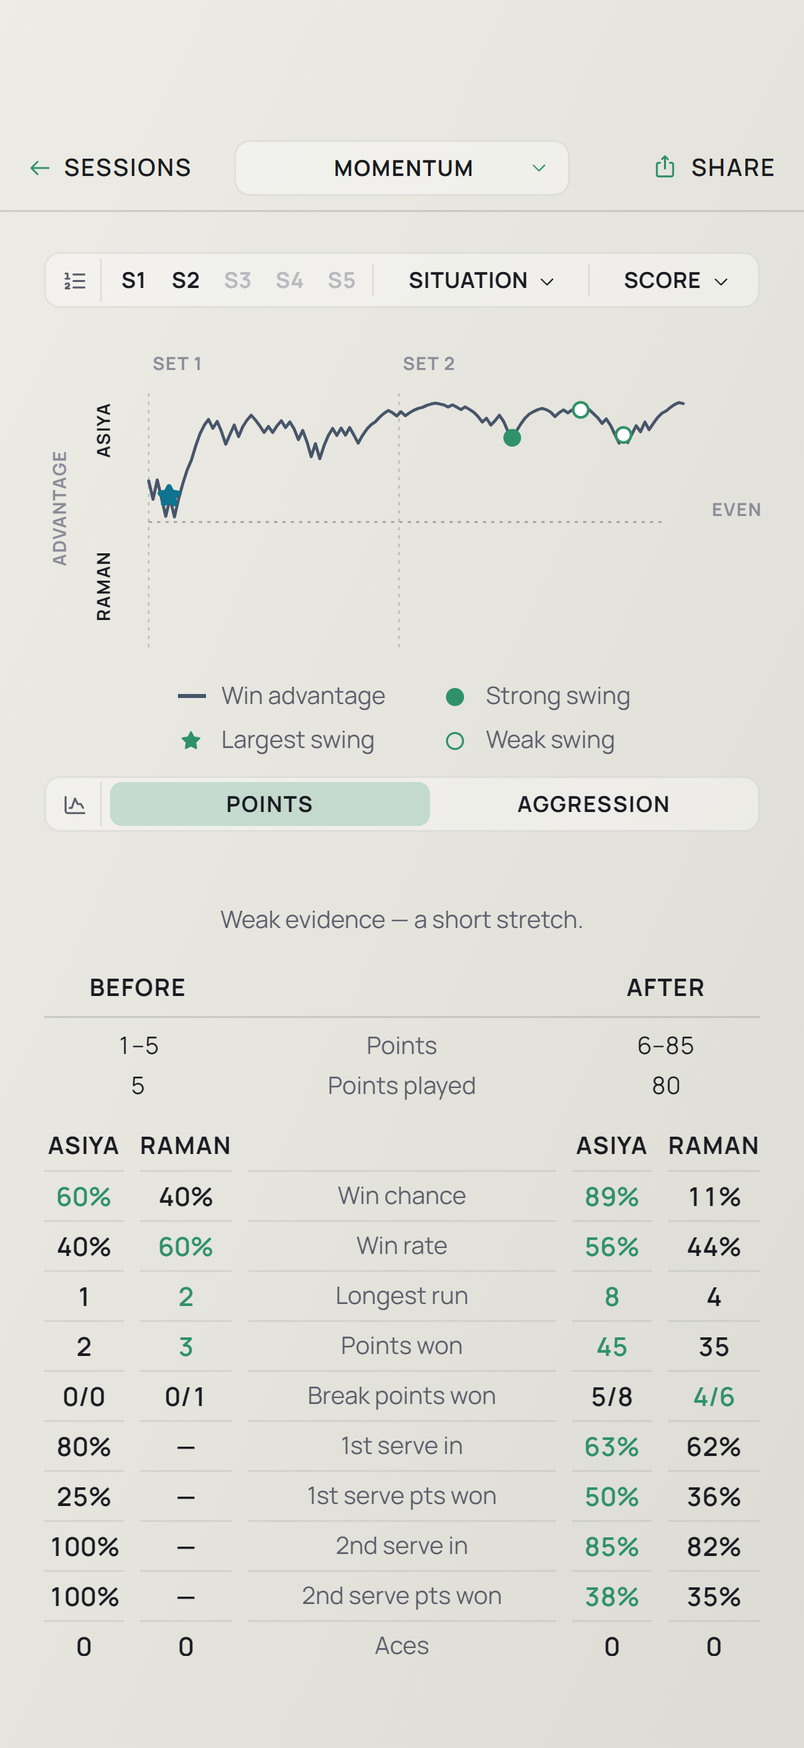 SESSIONS MOMENTUM SHARE
S1 S2 S3 S4 S5 SITUATION SCORE
SET 1 SET 2
ADVANTAGE
ASIYA
RAMAN
EVEN
Win advantage Strong swing
Largest swing Weak swing
POINTS AGGRESSION
Weak evidence — a short stretch.
BEFORE AFTER
1–5 Points 6–85
5 Points played 80
ASIYA RAMAN ASIYA RAMAN
60% 40% Win chance 89% 11%
40% 60% Win rate 56% 44%
1 2 Longest run 8 4
2 3 Points won 45 35
0/0 0/1 Break points won 5/8 4/6
80% – 1st serve in 63% 62%
25% – 1st serve pts won 50% 36%
100% – 2nd serve in 85% 82%
100% – 2nd serve pts won 38% 35%
0 0 Aces 0 0